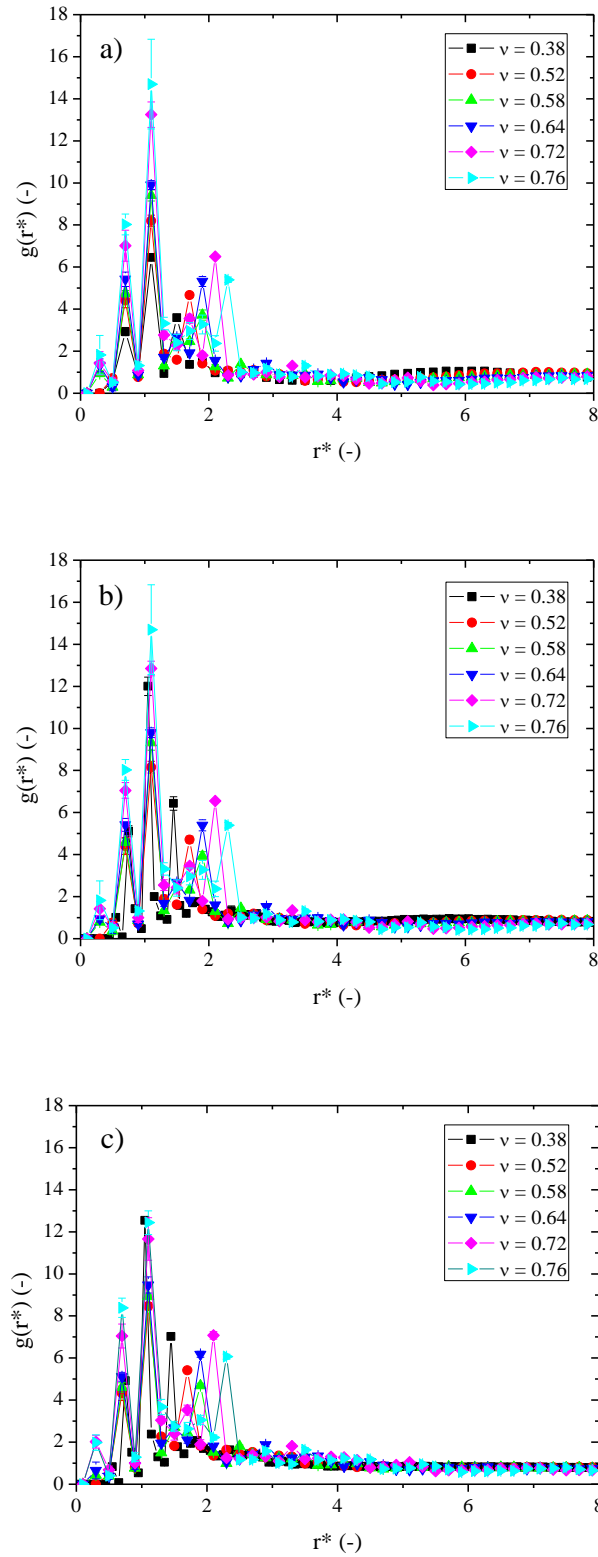 18
16
14
12
10
8
6
4
2
0
g(r*) (-)
a)
ν = 0.38
ν = 0.52
ν = 0.58
ν = 0.64
ν = 0.72
ν = 0.76
0 2 4 6 8
r* (-)
18
16
14
12
10
8
6
4
2
0
g(r*) (-)
b)
ν = 0.38
ν = 0.52
ν = 0.58
ν = 0.64
ν = 0.72
ν = 0.76
0 2 4 6 8
r* (-)
18
16
14
12
10
8
6
4
2
0
g(r*) (-)
c)
ν = 0.38
ν = 0.52
ν = 0.58
ν = 0.64
ν = 0.72
ν = 0.76
0 2 4 6 8
r* (-)